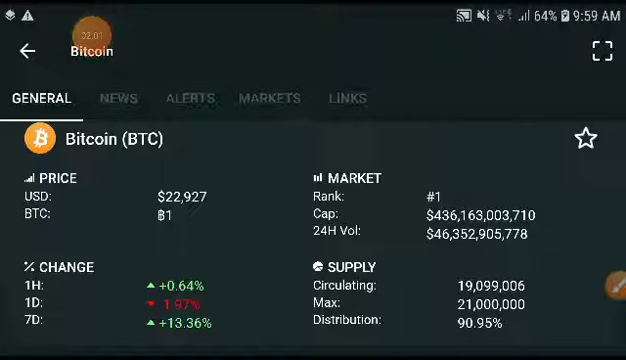 64% 9:59 AM
02:01
Bitcoin
GENERAL NEWS ALERTS MARKETS LINKS
Bitcoin (BTC)
PRICE
USD: $22,927
BTC: ₿1
MARKET
Rank: #1
Cap: $436,163,003,710
24H Vol: $46,352,905,778
CHANGE
1H: +0.64%
1D: 1.97%
7D: +13.36%
SUPPLY
Circulating: 19,099,006
Max: 21,000,000
Distribution: 90.95%